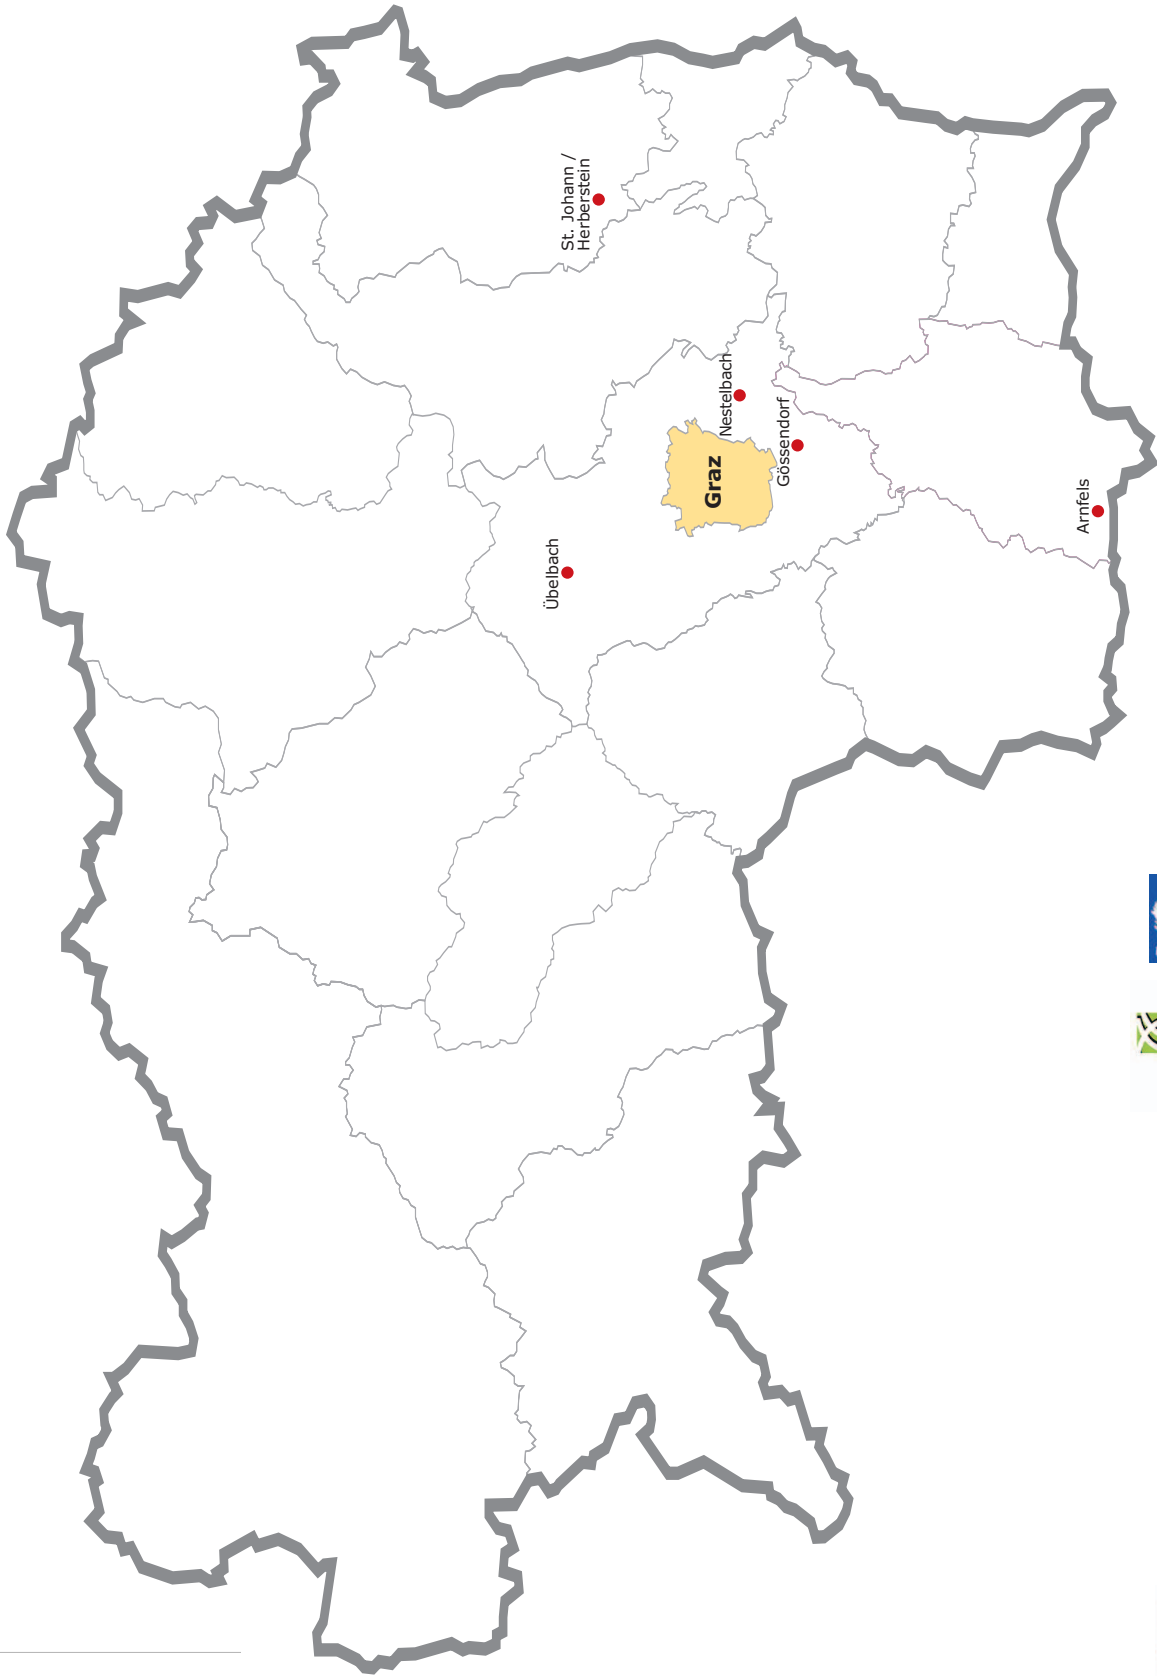 St. Johann /
Herberstein
Nestelbach
Gössendorf
Graz
Übelbach
Arnfels